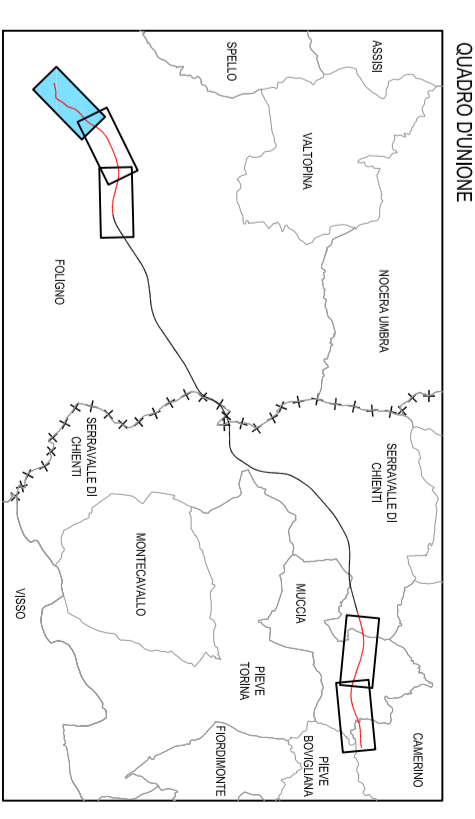 QUADRO D'UNIONE
ASSISI
SPELLO
VALTOPINA
NOCERA UMBRA
FOLIGNO
SERRAVALLE DI
CHIENTI
SERRAVALLE DI
CHIENTI
MONTECAVALLO
MUCCIA
VISSO
PIEVE
TORINA
CAMERINO
PIEVE
BOVIGLIANA
FIORDIMONTE